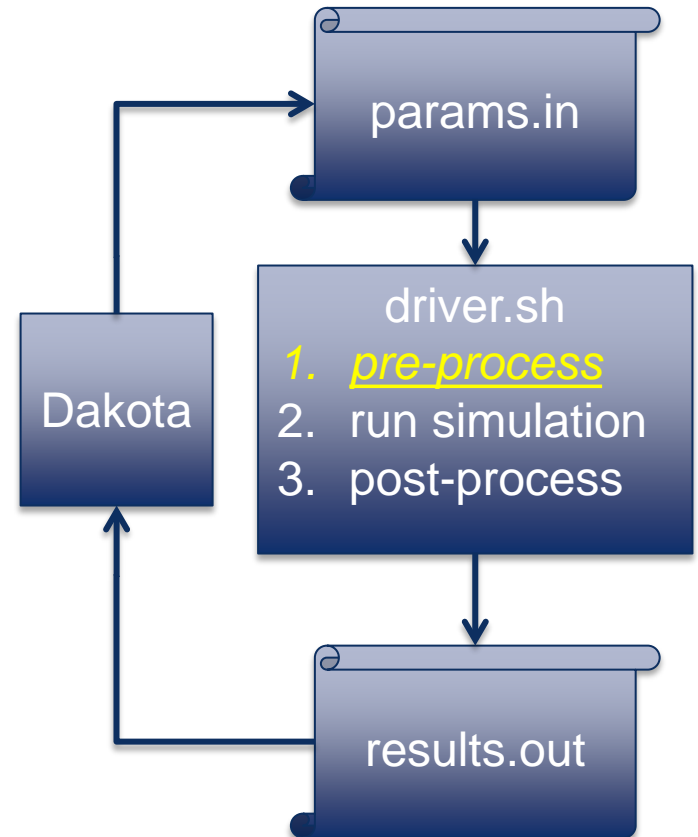 params.in
driver.sh
1. pre-process
2. run simulation
3. post-process
Dakota
results.out